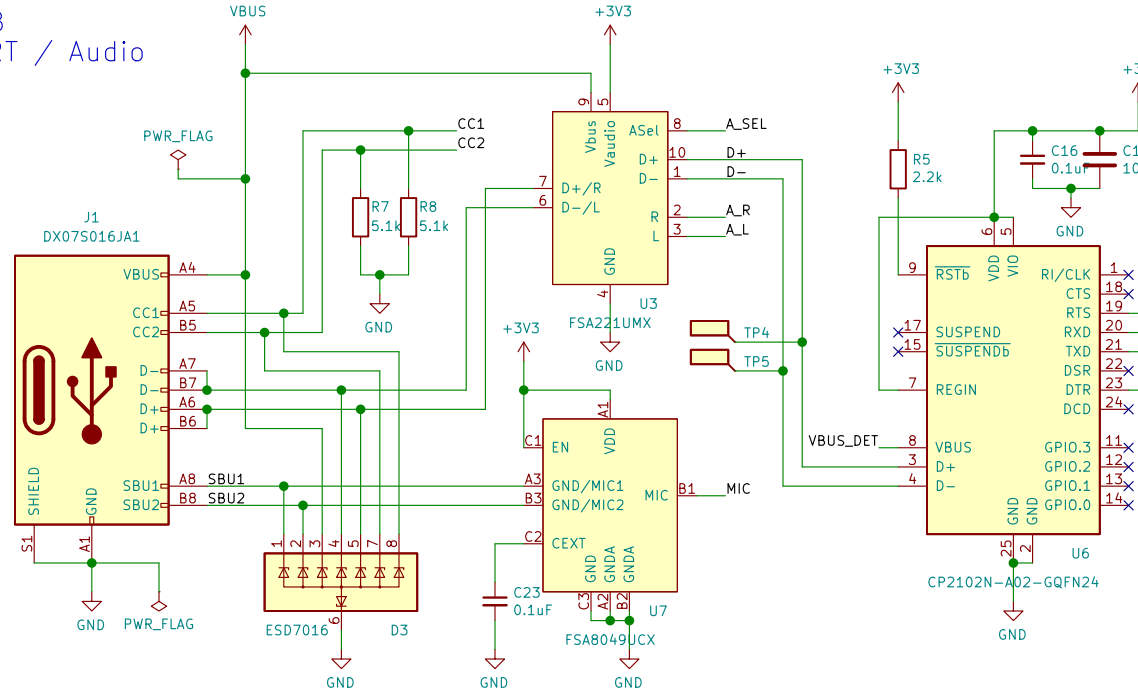 RT / Audio
VBUS
+3V3
PWR_FLAG
CC1
CC2
R7
5.1k
R8
5.1k
GND
J1
DX07S016JA1
VBUS A4
CC1 A5
CC2 B5
D- A7
D- B7
D+ A6
D+ B6
SBU1 A8 SBU1
SBU2 B8 SBU2
SHIELD
GND
S1
A1
GND
PWR_FLAG
1 2 3 4 5 7 8
6
ESD7016
D3
GND
9 5
Vbus
Vaudio
ASel 8 A_SEL
D+ 10 D+
D- 1 D-
7 D+/R
6 D-/L
R 2 A_R
L 3 A_L
GND
4
U3
FSA221UMX
GND
TP4
TP5
+3V3
A1
VDD
C1 EN
A3 GND/MIC1
B3 GND/MIC2
MIC B1 MIC
C2 CEXT
GND
GNDA
GNDA
C3 A2 B2
U7
FSA8049UCX
GND
C23
0.1uF
GND
+3V3
R5
2.2k
C16
0.1uF
C1
10
GND
+3
6 5
VDD
VIO
9 RSTb
17 SUSPEND
15 SUSPENDb
7 REGIN
VBUS_DET 8 VBUS
3 D+
4 D-
RI/CLK 1
CTS 18
RTS 19
RXD 20
TXD 21
DSR 22
DTR 23
DCD 24
GPIO.3 11
GPIO.2 12
GPIO.1 13
GPIO.0 14
GND
GND
25 2
U6
CP2102N-A02-GQFN24
GND